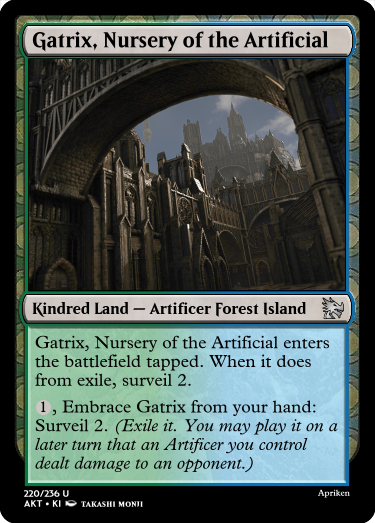 Gatrix, Nursery of the Artificial
Kindred Land — Artificer Forest Island
Gatrix, Nursery of the Artificial enters
the battlefield tapped. When it does
from exile, surveil 2.
1, Embrace Gatrix from your hand:
Surveil 2. (Exile it. You may play it on a
later turn that an Artificer you control
dealt damage to an opponent.)
220/236 U
Apriken
AKT • KI TAKASHI MONJI